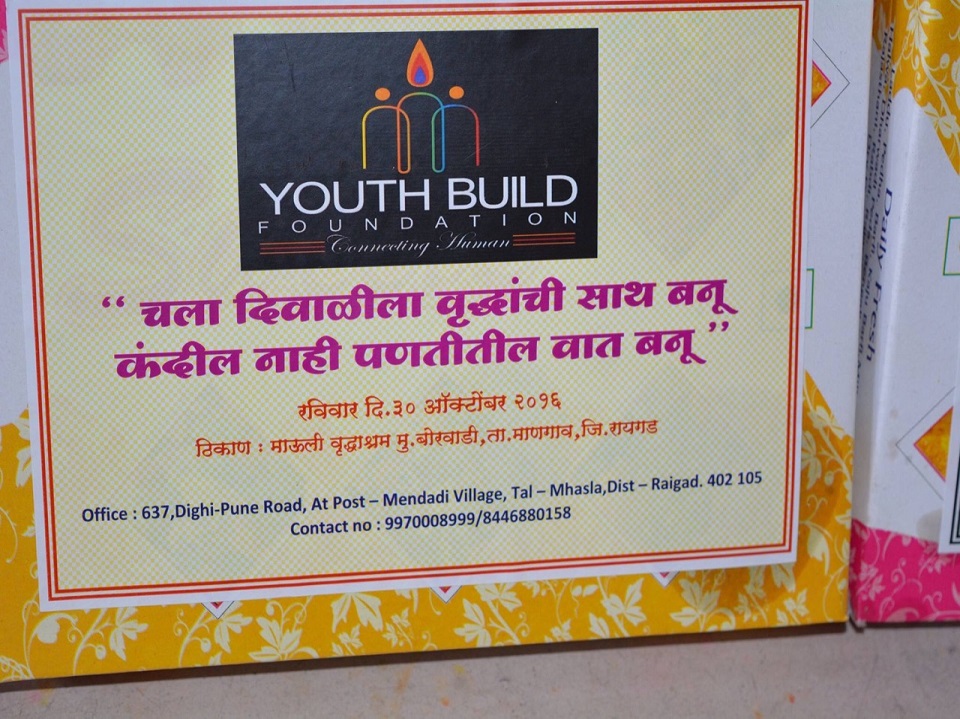 YOUTH BUILD
FOUNDATION
Connecting Human
“ चला दिवाळीला वृद्धांची साथ बनू
कंदील नाही पणतीतील वात बनू ”
रविवार दि.३० ऑक्टोंबर २०१६
ठिकाण : माऊली वृद्धाश्रम मु.बोरवाडी,ता.माणगाव,जि.रायगड
Office : 637,Dighi-Pune Road, At Post – Mendadi Village, Tal – Mhasla,Dist – Raigad. 402 105
Contact no : 9970008999/8446880158
Daily Fresh